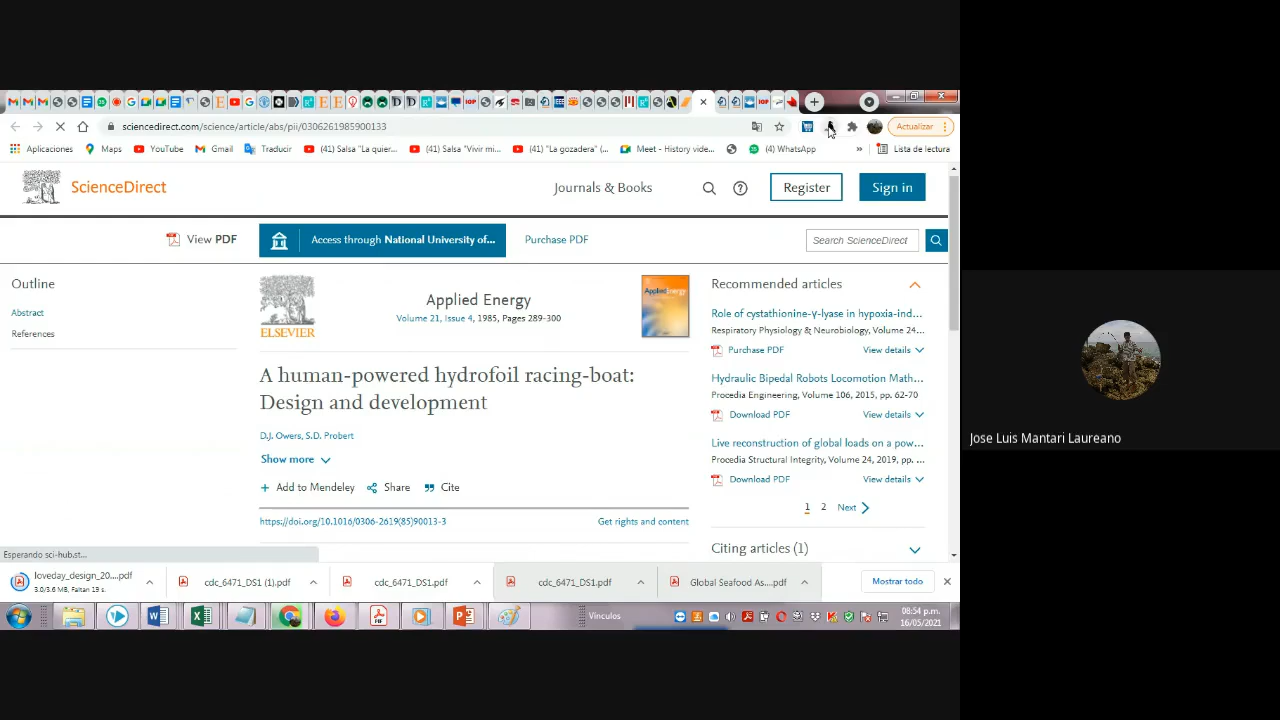 sciencedirect.com/science/article/abs/pii/0306261985900133
Actualizar
Aplicaciones
Maps
YouTube
Gmail
Traducir
(41) Salsa "La quier...
(41) Salsa "Vivir mi...
(41) "La gozadera" (...
Meet - History vide...
(4) WhatsApp
»
Lista de lectura
ScienceDirect
Journals & Books
Register
Sign in
View PDF
Access through National University of...
Purchase PDF
Search ScienceDirect
Outline
Abstract
References
ELSEVIER
Applied Energy
Volume 21, Issue 4, 1985, Pages 289-300
A human-powered hydrofoil racing-boat:
Design and development
D.J. Owers, S.D. Probert
Show more
Add to Mendeley
Share
Cite
https://doi.org/10.1016/0306-2619(85)90013-3
Get rights and content
Recommended articles
Role of cystathionine-γ-lyase in hypoxia-ind...
Respiratory Physiology & Neurobiology, Volume 24...
Purchase PDF
View details
Hydraulic Bipedal Robots Locomotion Math...
Procedia Engineering, Volume 106, 2015, pp. 62-70
Download PDF
View details
Live reconstruction of global loads on a pow...
Procedia Structural Integrity, Volume 24, 2019, pp. ...
Download PDF
View details
1 2 Next
Citing articles (1)
Esperando sci-hub.st...
loveday_design_20....pdf
3.0/3.6 MB, Faltan 19 s.
cdc_6471_DS1 (1).pdf
cdc_6471_DS1.pdf
cdc_6471_DS1.pdf
Global Seafood As....pdf
Mostrar todo
Vínculos
08:54 p.m.
16/05/2021
Jose Luis Mantari Laureano